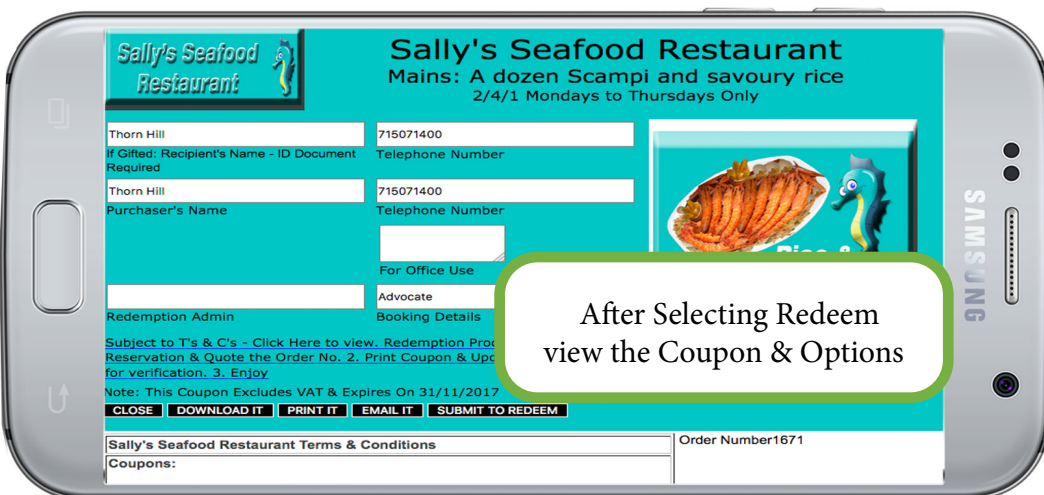 Sally's Seafood
Restaurant
Sally's Seafood Restaurant
Mains: A dozen Scampi and savoury rice
2/4/1 Mondays to Thursdays Only
Thorn Hill
715071400
If Gifted: Recipient's Name - ID Document
Required
Telephone Number
Thorn Hill
715071400
Purchaser's Name
Telephone Number
For Office Use
Advocate
Redemption Admin
Booking Details
After Selecting Redeem
view the Coupon & Options
Subject to T's & C's - Click Here to view. Redemption
Reservation & Quote the Order No. 2. Print Coupon &
for verification. 3. Enjoy
Note: This Coupon Excludes VAT & Expires On 31/11/2017
CLOSE DOWNLOAD IT PRINT IT EMAIL IT SUBMIT TO REDEEM
Sally's Seafood Restaurant Terms & Conditions
Order Number1671
Coupons:
SAMSUNG